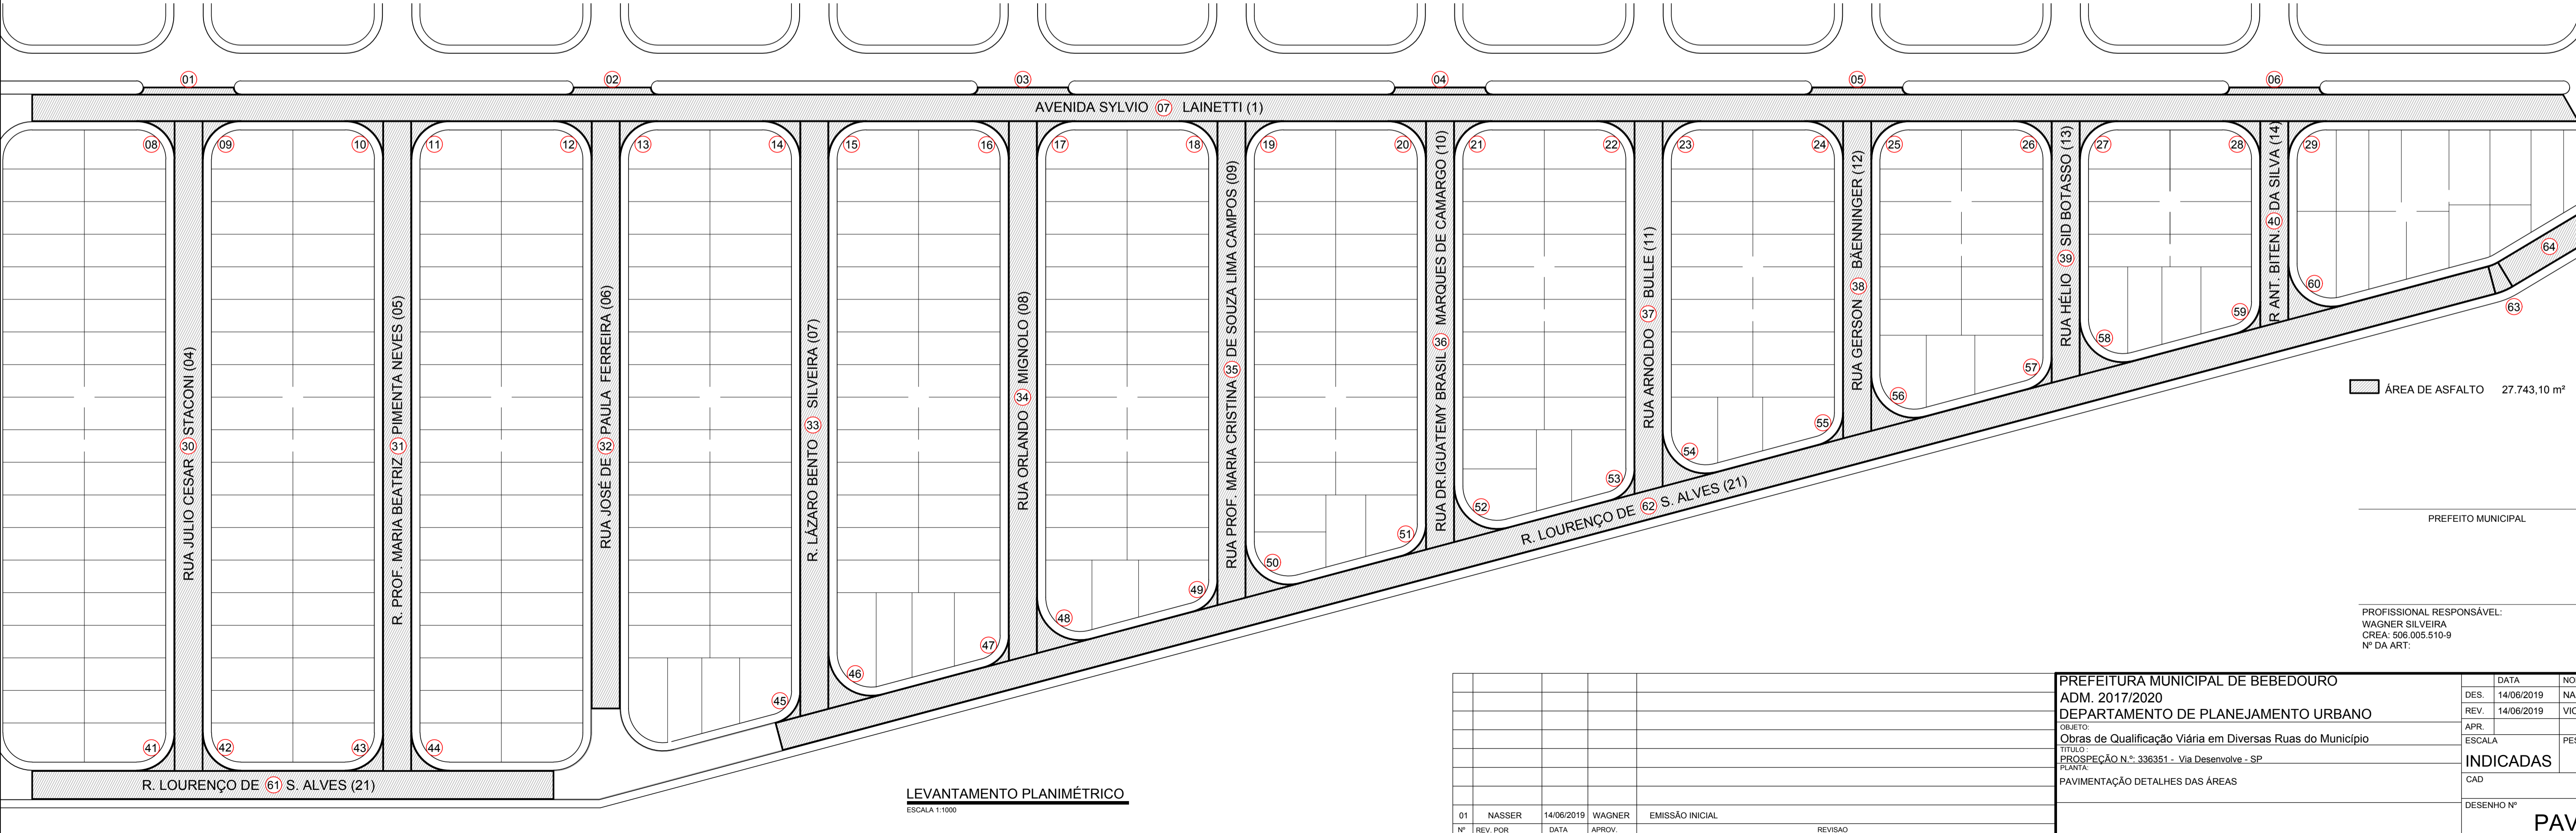 01 02 03 04 05 06
AVENIDA SYLVIO 07 LAINETTI (1)
08 09 10 11 12 13 14 15 16 17 18 19 20 21 22 23 24 25 26 27 28 29
RUA JULIO CESAR 30 STACONI (04)
R. PROF. MARIA BEATRIZ 31 PIMENTA NEVES (05)
RUA JOSÉ DE 32 PAULA FERREIRA (06)
R. LÁZARO BENTO 33 SILVEIRA (07)
RUA ORLANDO 34 MIGNOLO (08)
RUA PROF. MARIA CRISTINA 35 DE SOUZA LIMA CAMPOS (09)
RUA DR.IGUATEMY BRASIL 36 MARQUES DE CAMARGO (10)
RUA ARNOLDO 37 BULLE (11)
RUA GERSON 38 BÄENNINGER (12)
RUA HÉLIO 39 SID BOTASSO (13)
R ANT. BITEN. 40 DA SILVA (14)
41 42 43 44 45 46 47 48 49 50 51 52 53 54 55 56 57 58 59 60
R. LOURENÇO DE 61 S. ALVES (21)
R. LOURENÇO DE 62 S. ALVES (21)
63
64
ÁREA DE ASFALTO 27.743,10 m²
PREFEITO MUNICIPAL
PROFISSIONAL RESPONSÁVEL:
WAGNER SILVEIRA
CREA: 506.005.510-9
Nº DA ART:
LEVANTAMENTO PLANIMÉTRICO
ESCALA 1:1000
01 NASSER 14/06/2019 WAGNER EMISSÃO INICIAL
Nº REV. POR DATA APROV. REVISAO
PREFEITURA MUNICIPAL DE BEBEDOURO
ADM. 2017/2020
DEPARTAMENTO DE PLANEJAMENTO URBANO
OBJETO:
Obras de Qualificação Viária em Diversas Ruas do Município
TITULO :
PROSPEÇÃO N.º: 336351 - Via Desenvolve - SP
PLANTA:
PAVIMENTAÇÃO DETALHES DAS ÁREAS
DATA
DES. 14/06/2019
REV. 14/06/2019
APR.
ESCALA
INDICADAS
CAD
DESENHO Nº
PAV